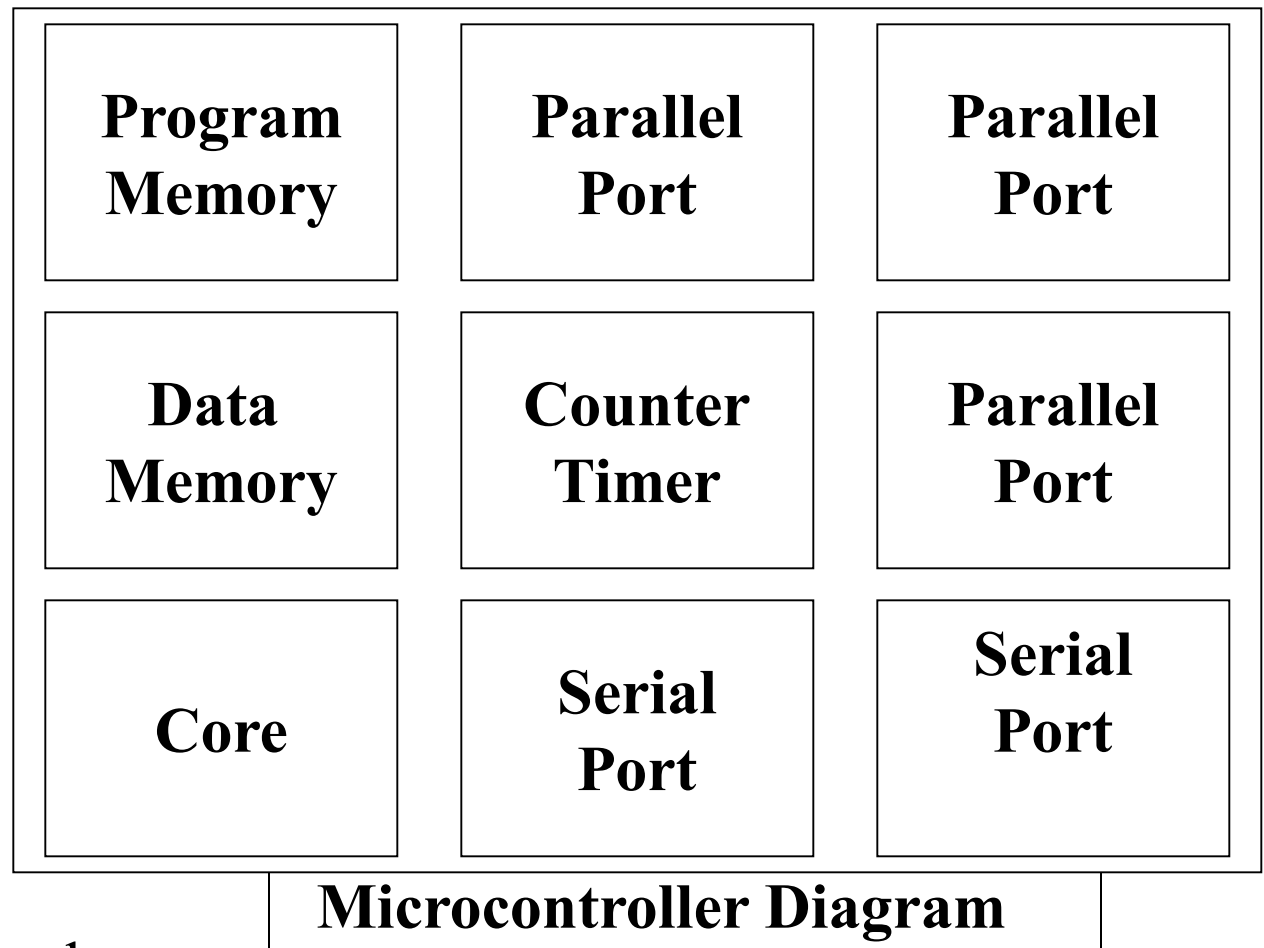 Program
Memory
Parallel
Port
Parallel
Port
Data
Memory
Counter
Timer
Parallel
Port
Core
Serial
Port
Serial
Port
Microcontroller Diagram